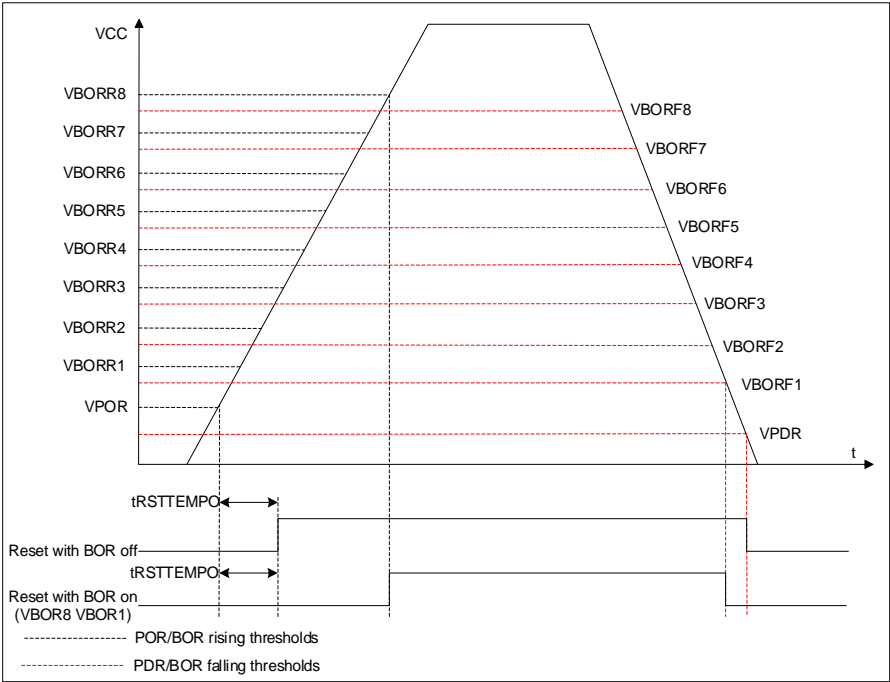 VCC
VBORR8
VBORF8
VBORR7
VBORF7
VBORR6
VBORF6
VBORR5
VBORF5
VBORR4
VBORF4
VBORR3
VBORF3
VBORR2
VBORF2
VBORR1
VBORF1
VPOR
VPDR
t
tRSTTEMPO
Reset with BOR off
tRSTTEMPO
Reset with BOR on
(VBOR8 VBOR1)
POR/BOR rising thresholds
PDR/BOR falling thresholds